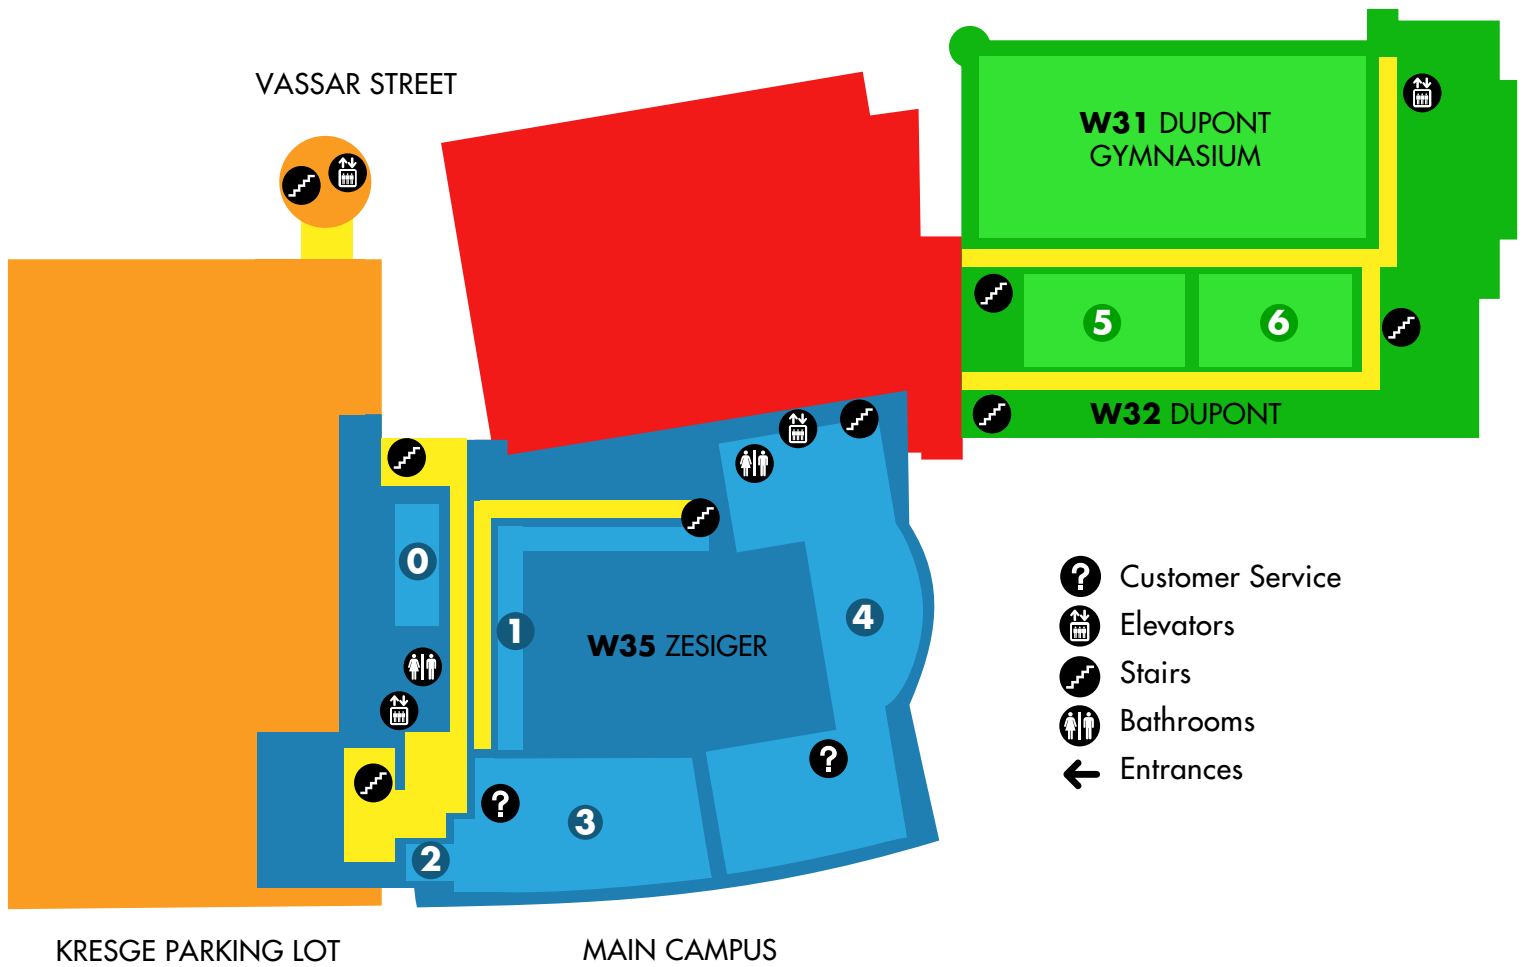 VASSAR STREET
W31 DUPONT
GYMNASIUM
5
6
W32 DUPONT
0
1
W35 ZESIGER
4
3
2
? Customer Service
Elevators
Stairs
Bathrooms
Entrances
?
?
KRESGE PARKING LOT
MAIN CAMPUS